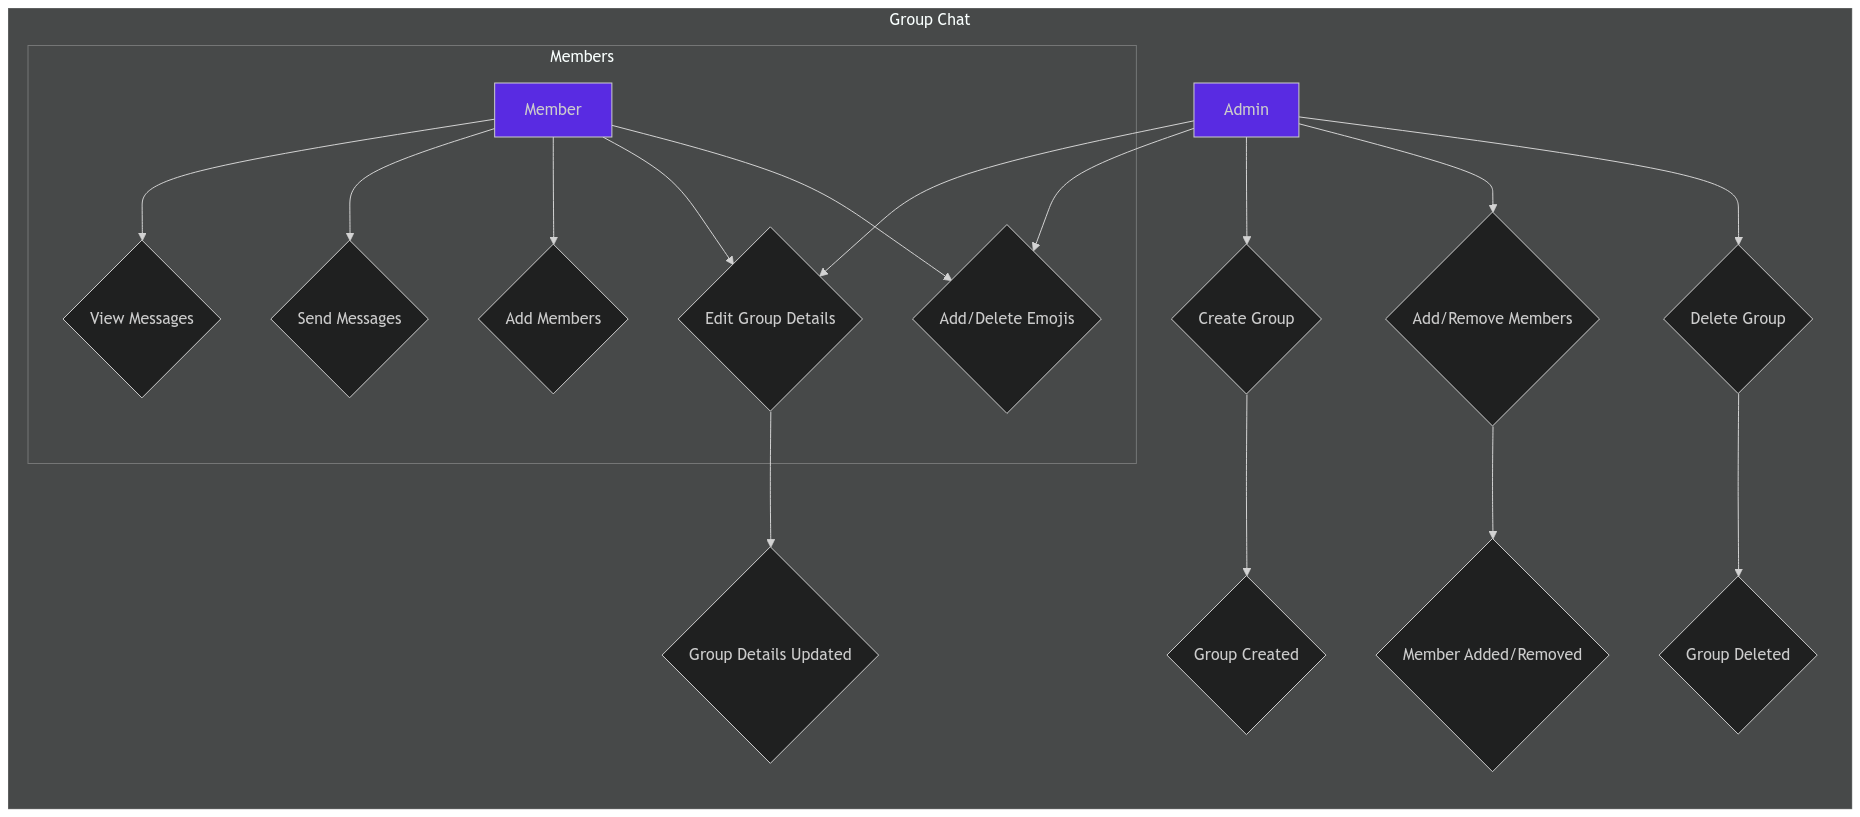 Group Chat
Members
Member
Admin
View Messages
Send Messages
Add Members
Edit Group Details
Add/Delete Emojis
Create Group
Add/Remove Members
Delete Group
Group Details Updated
Group Created
Member Added/Removed
Group Deleted